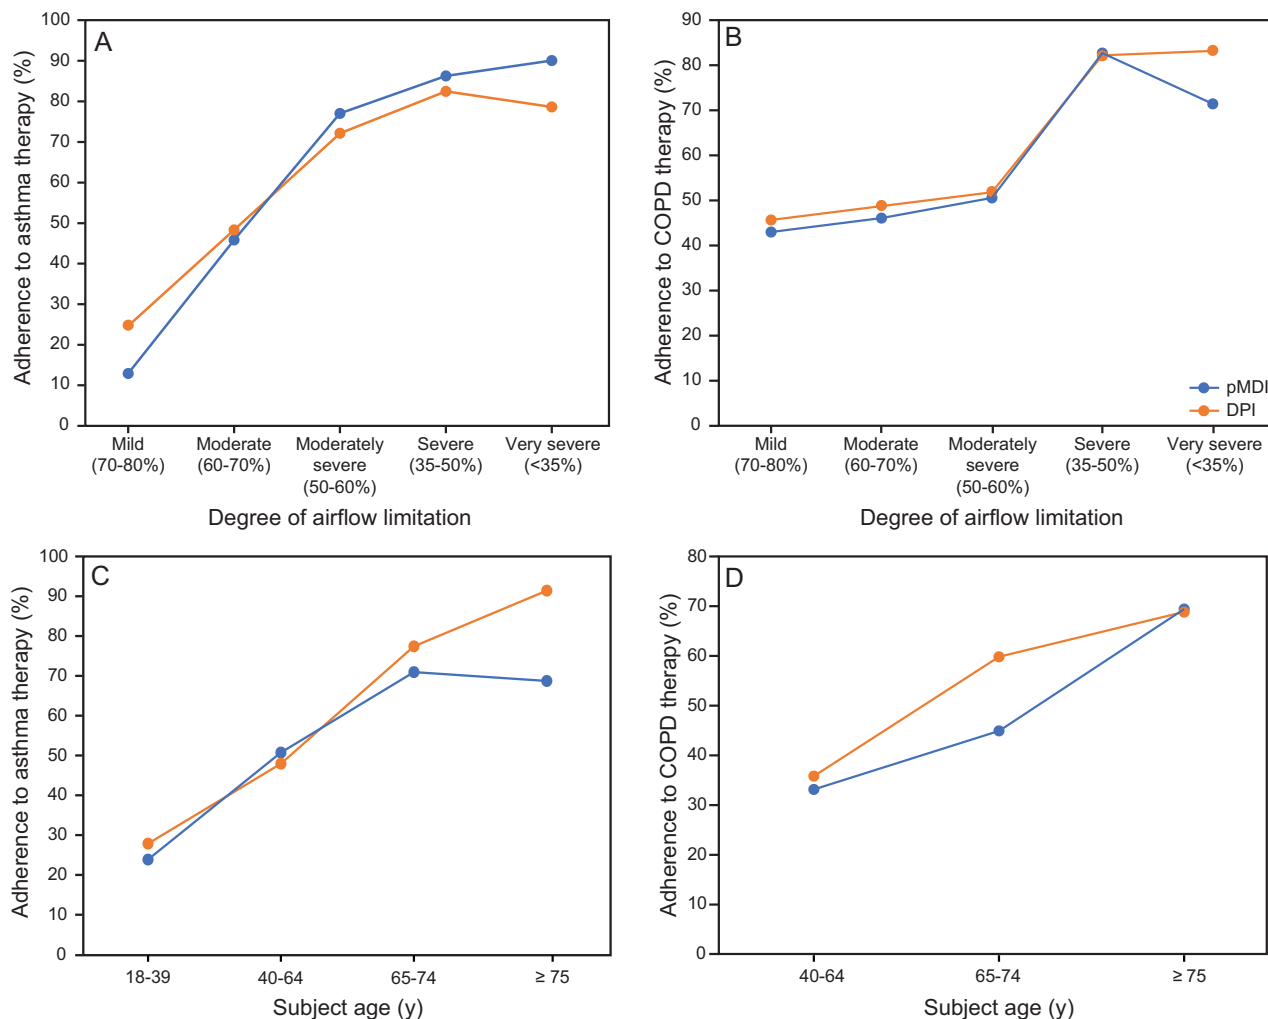 A
Adherence to asthma therapy (%)
100
90
80
70
60
50
40
30
20
10
0
Mild
(70-80%)
Moderate
(60-70%)
Moderately
severe
(50-60%)
Severe
(35-50%)
Very severe
(<35%)
Degree of airflow limitation
B
Adherence to COPD therapy (%)
90
80
70
60
50
40
30
20
10
0
pMDI
DPI
Mild
(70-80%)
Moderate
(60-70%)
Moderately
severe
(50-60%)
Severe
(35-50%)
Very severe
(<35%)
Degree of airflow limitation
C
Adherence to asthma therapy (%)
100
90
80
70
60
50
40
30
20
10
0
18-39
40-64
65-74
≥ 75
Subject age (y)
D
Adherence to COPD therapy (%)
80
70
60
50
40
30
20
10
0
40-64
65-74
≥ 75
Subject age (y)